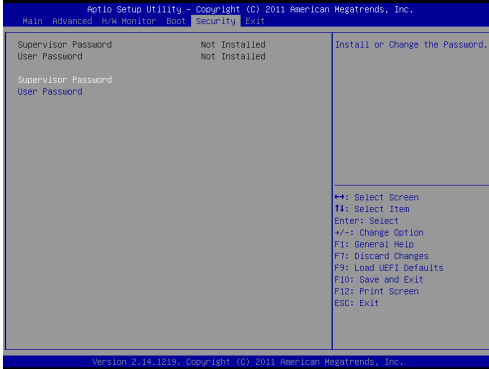 Aptio Setup Utility – Copyright (C) 2011 American Megatrends, Inc.
Main Advanced H/W Monitor Boot Security Exit
Supervisor Password Not Installed
User Password Not Installed
Supervisor Password
User Password
Install or Change the Password.
↔: Select Screen
↑↓: Select Item
Enter: Select
+/-: Change Option
F1: General Help
F7: Discard Changes
F9: Load UEFI Defaults
F10: Save and Exit
F12: Print Screen
ESC: Exit
Version 2.14.1219. Copyright (C) 2011 American Megatrends, Inc.